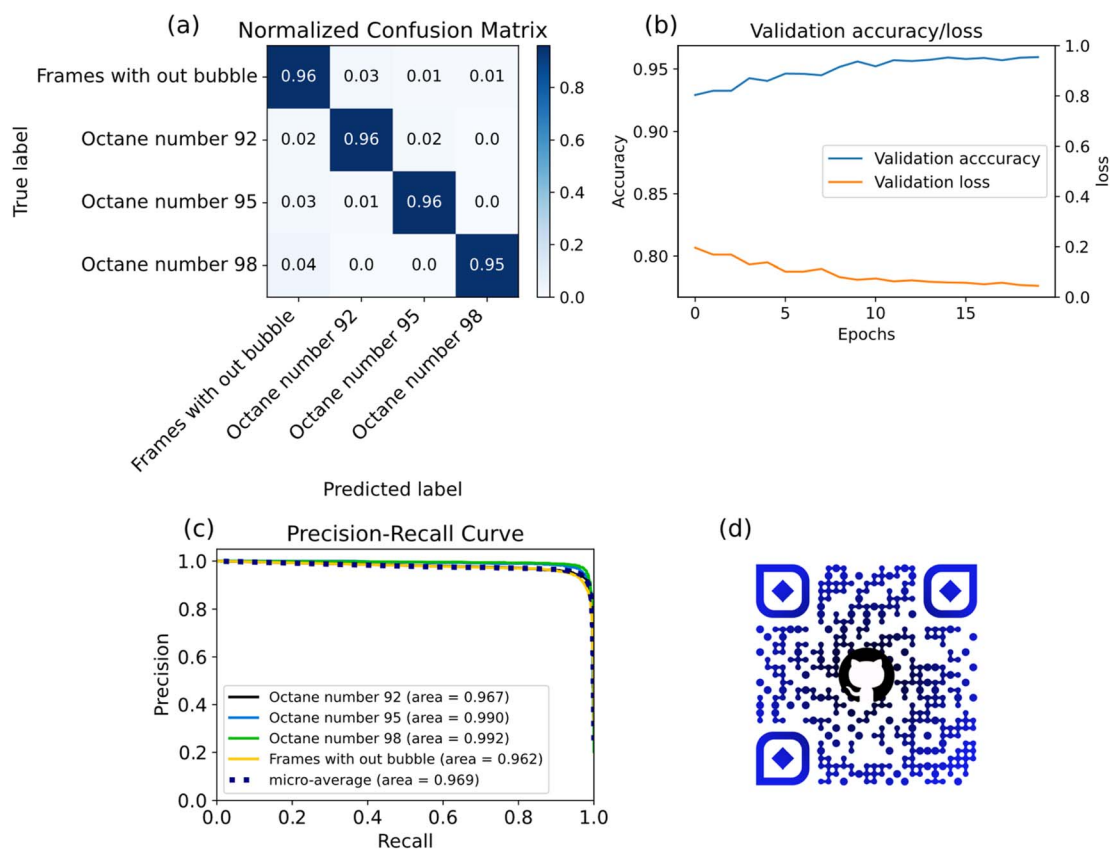 (a)
Normalized Confusion Matrix
True label
Frames with out bubble
0.96 0.03 0.01 0.01
Octane number 92
0.02 0.96 0.02 0.0
Octane number 95
0.03 0.01 0.96 0.0
Octane number 98
0.04 0.0 0.0 0.95
0.8
0.6
0.4
0.2
0.0
Frames with out bubble
Octane number 92
Octane number 95
Octane number 98
Predicted label
(b)
Validation accuracy/loss
Accuracy
0.95
0.90
0.85
0.80
Validation acccuracy
Validation loss
1.0
0.8
0.6
0.4
0.2
0.0
loss
0 5 10 15
Epochs
(c)
Precision-Recall Curve
Precision
1.0
0.8
0.6
0.4
0.2
0.0
Octane number 92 (area = 0.967)
Octane number 95 (area = 0.990)
Octane number 98 (area = 0.992)
Frames with out bubble (area = 0.962)
micro-average (area = 0.969)
0.0 0.2 0.4 0.6 0.8 1.0
Recall
(d)